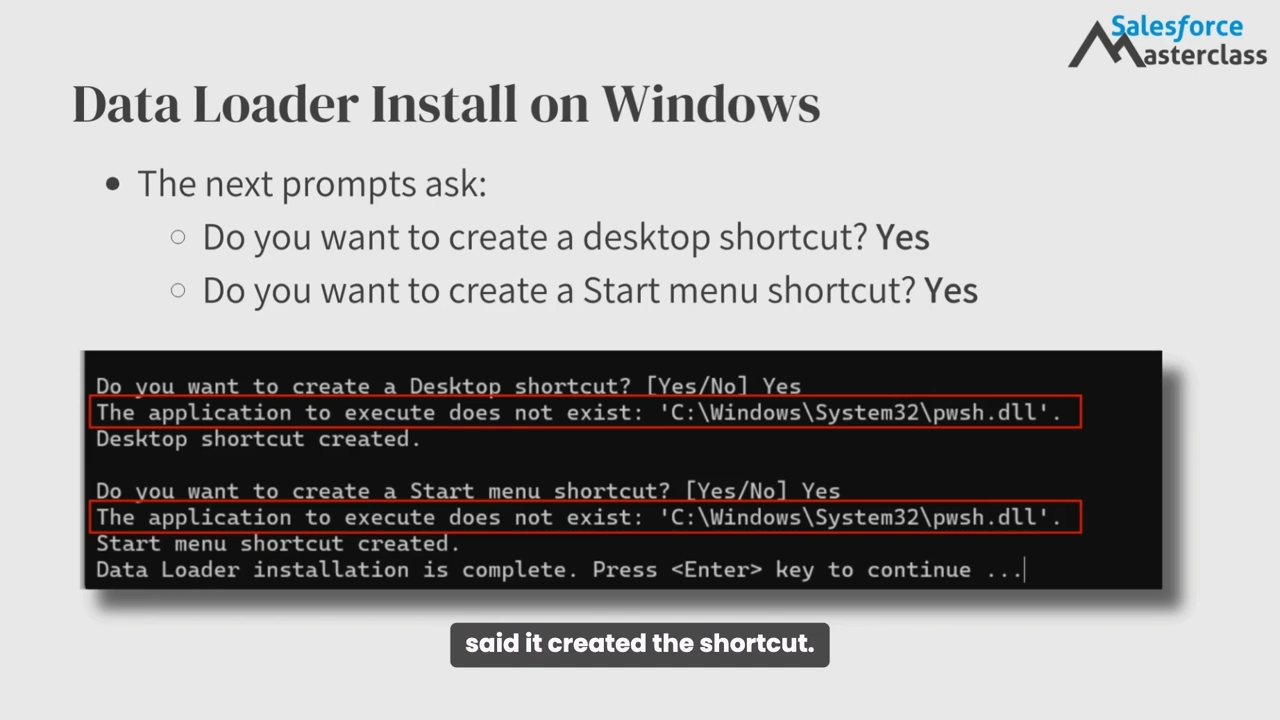 Salesforce
Masterclass
Data Loader Install on Windows
• The next prompts ask:
○ Do you want to create a desktop shortcut? Yes
○ Do you want to create a Start menu shortcut? Yes
Do you want to create a Desktop shortcut? [Yes/No] Yes
The application to execute does not exist: 'C:\Windows\System32\pwsh.dll'.
Desktop shortcut created.
Do you want to create a Start menu shortcut? [Yes/No] Yes
The application to execute does not exist: 'C:\Windows\System32\pwsh.dll'.
Start menu shortcut created.
Data Loader installation is complete. Press <Enter> key to continue ...
said it created the shortcut.